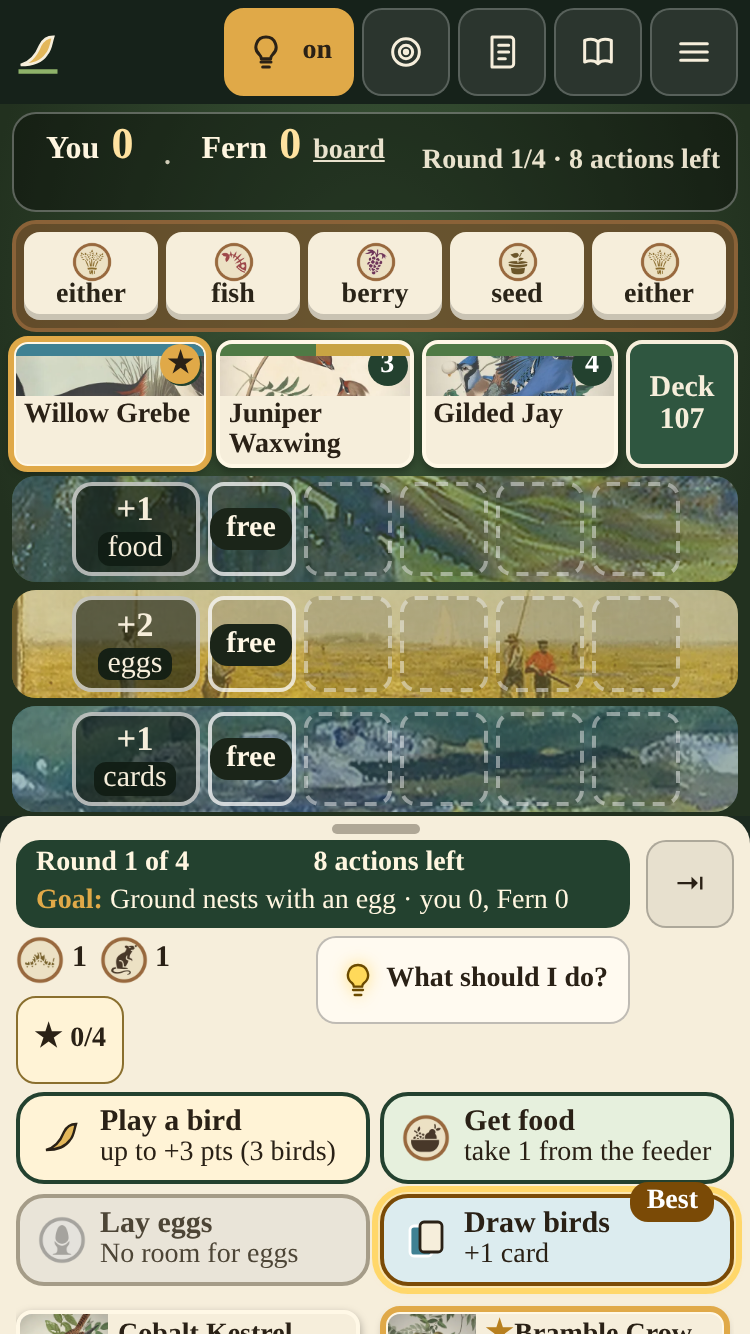 on
You 0 . Fern 0 board Round 1/4 · 8 actions left
either fish berry seed either
★ 3 4
Willow Grebe
Juniper
Waxwing
Gilded Jay
Deck
107
+1
food
free
+2
eggs
free
+1
cards
free
Round 1 of 4 8 actions left
Goal: Ground nests with an egg · you 0, Fern 0
1 1
What should I do?
★ 0/4
Play a bird
up to +3 pts (3 birds)
Get food
take 1 from the feeder
Lay eggs
No room for eggs
Best
Draw birds
+1 card
Cobalt Kestrel
★Bramble Crow